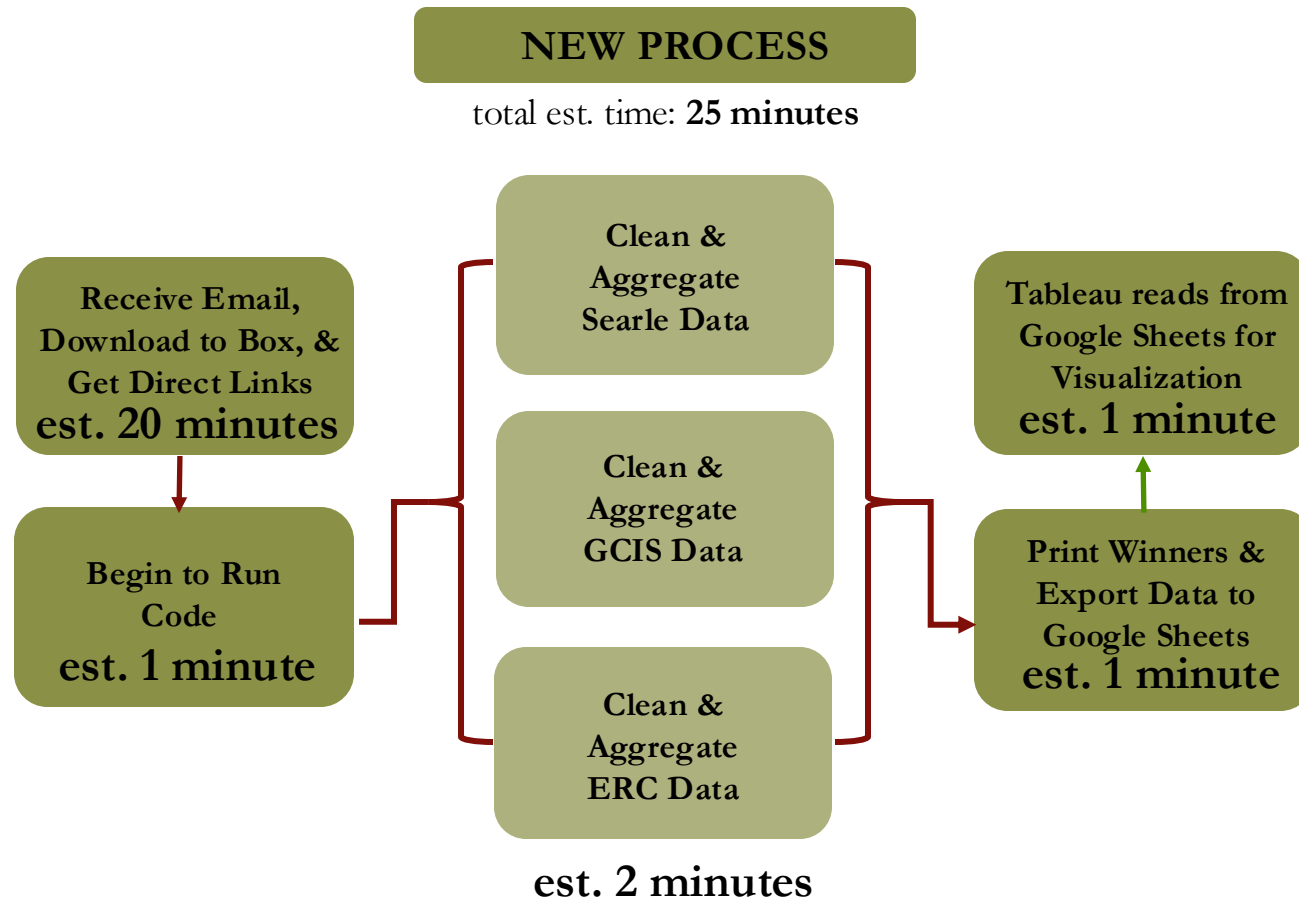 NEW PROCESS
total est. time: 25 minutes
Receive Email,
Download to Box, &
Get Direct Links
est. 20 minutes
Begin to Run
Code
est. 1 minute
Clean &
Aggregate
Searle Data
Clean &
Aggregate
GCIS Data
Clean &
Aggregate
ERC Data
est. 2 minutes
Print Winners &
Export Data to
Google Sheets
est. 1 minute
Tableau reads from
Google Sheets for
Visualization
est. 1 minute